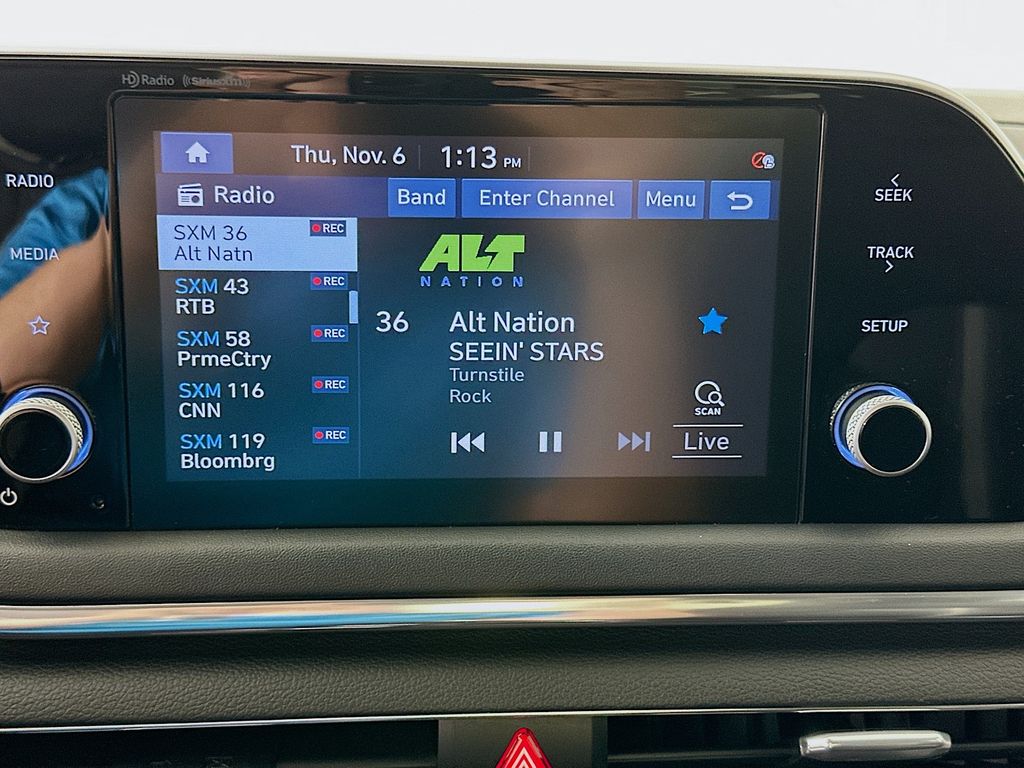 HD Radio ((SiriusXM))
RADIO
MEDIA
Thu, Nov. 6 1:13 PM
Radio
Band
Enter Channel
Menu
SXM 36 REC
Alt Natn
SXM 43 REC
RTB
SXM 58 REC
PrmeCtry
SXM 116 REC
CNN
SXM 119 REC
Bloombrg
ALT
NATION
36 Alt Nation
SEEIN' STARS
Turnstile
Rock
SCAN
Live
SEEK
TRACK
SETUP